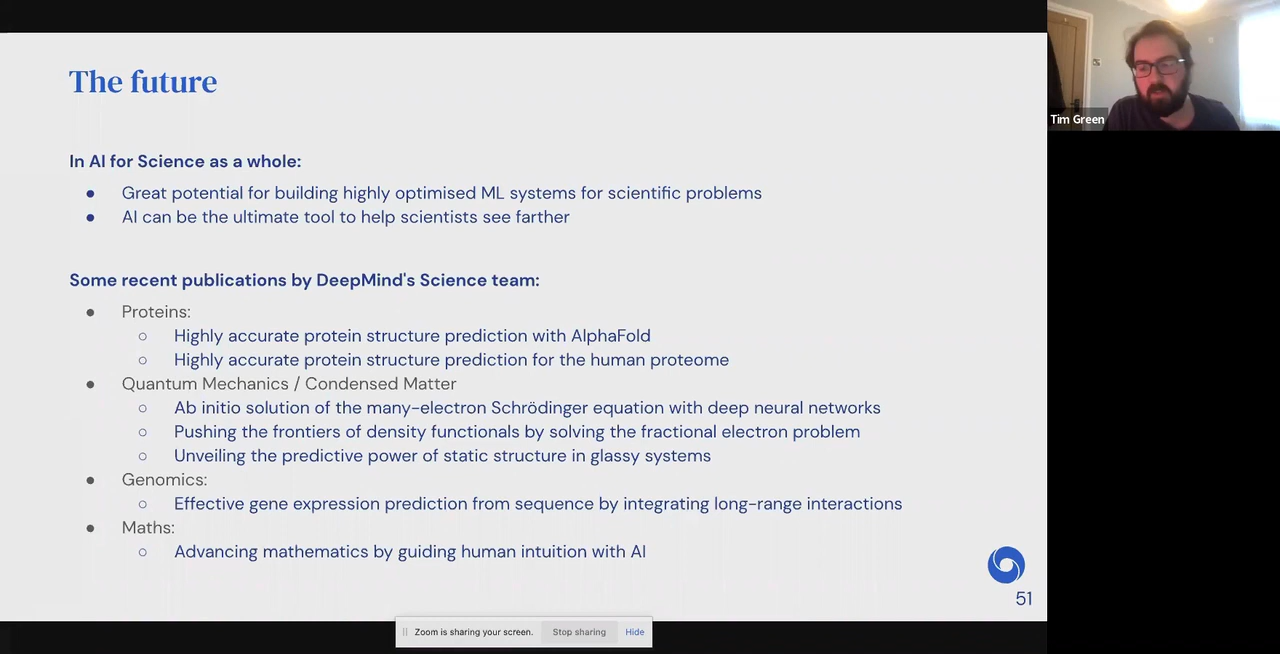 The future
In AI for Science as a whole:
● Great potential for building highly optimised ML systems for scientific problems
● AI can be the ultimate tool to help scientists see farther
Some recent publications by DeepMind's Science team:
● Proteins:
○ Highly accurate protein structure prediction with AlphaFold
○ Highly accurate protein structure prediction for the human proteome
● Quantum Mechanics / Condensed Matter
○ Ab initio solution of the many-electron Schrödinger equation with deep neural networks
○ Pushing the frontiers of density functionals by solving the fractional electron problem
○ Unveiling the predictive power of static structure in glassy systems
● Genomics:
○ Effective gene expression prediction from sequence by integrating long-range interactions
● Maths:
○ Advancing mathematics by guiding human intuition with AI
51
Zoom is sharing your screen. Stop sharing Hide
Tim Green